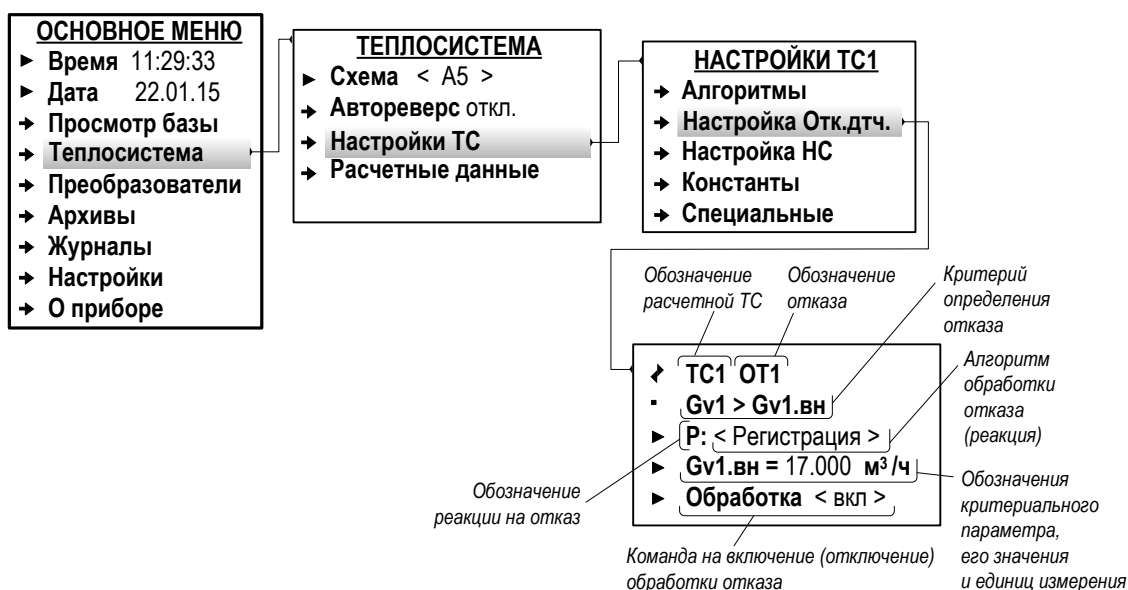 ОСНОВНОЕ МЕНЮ
Время 11:29:33
Дата 22.01.15
Просмотр базы
Теплосистема
Преобразователи
Архивы
Журналы
Настройки
О приборе
ТЕПЛОСИСТЕМА
Схема < А5 >
Автореверс откл.
Настройки ТС
Расчетные данные
НАСТРОЙКИ ТС1
Алгоритмы
Настройка Отк.дтч.
Настройка НС
Константы
Специальные
Обозначение
расчетной ТС
Обозначение
отказа
Критерий
определения
отказа
ТС1 ОТ1
Gv1 > Gv1.вн
Р: < Регистрация >
Gv1.вн = 17.000 м³/ч
Обработка < вкл >
Алгоритм
обработки
отказа
(реакция)
Обозначение
реакции на отказ
Обозначения
критериального
параметра,
его значения
и единиц измерения
Команда на включение (отключение)
обработки отказа